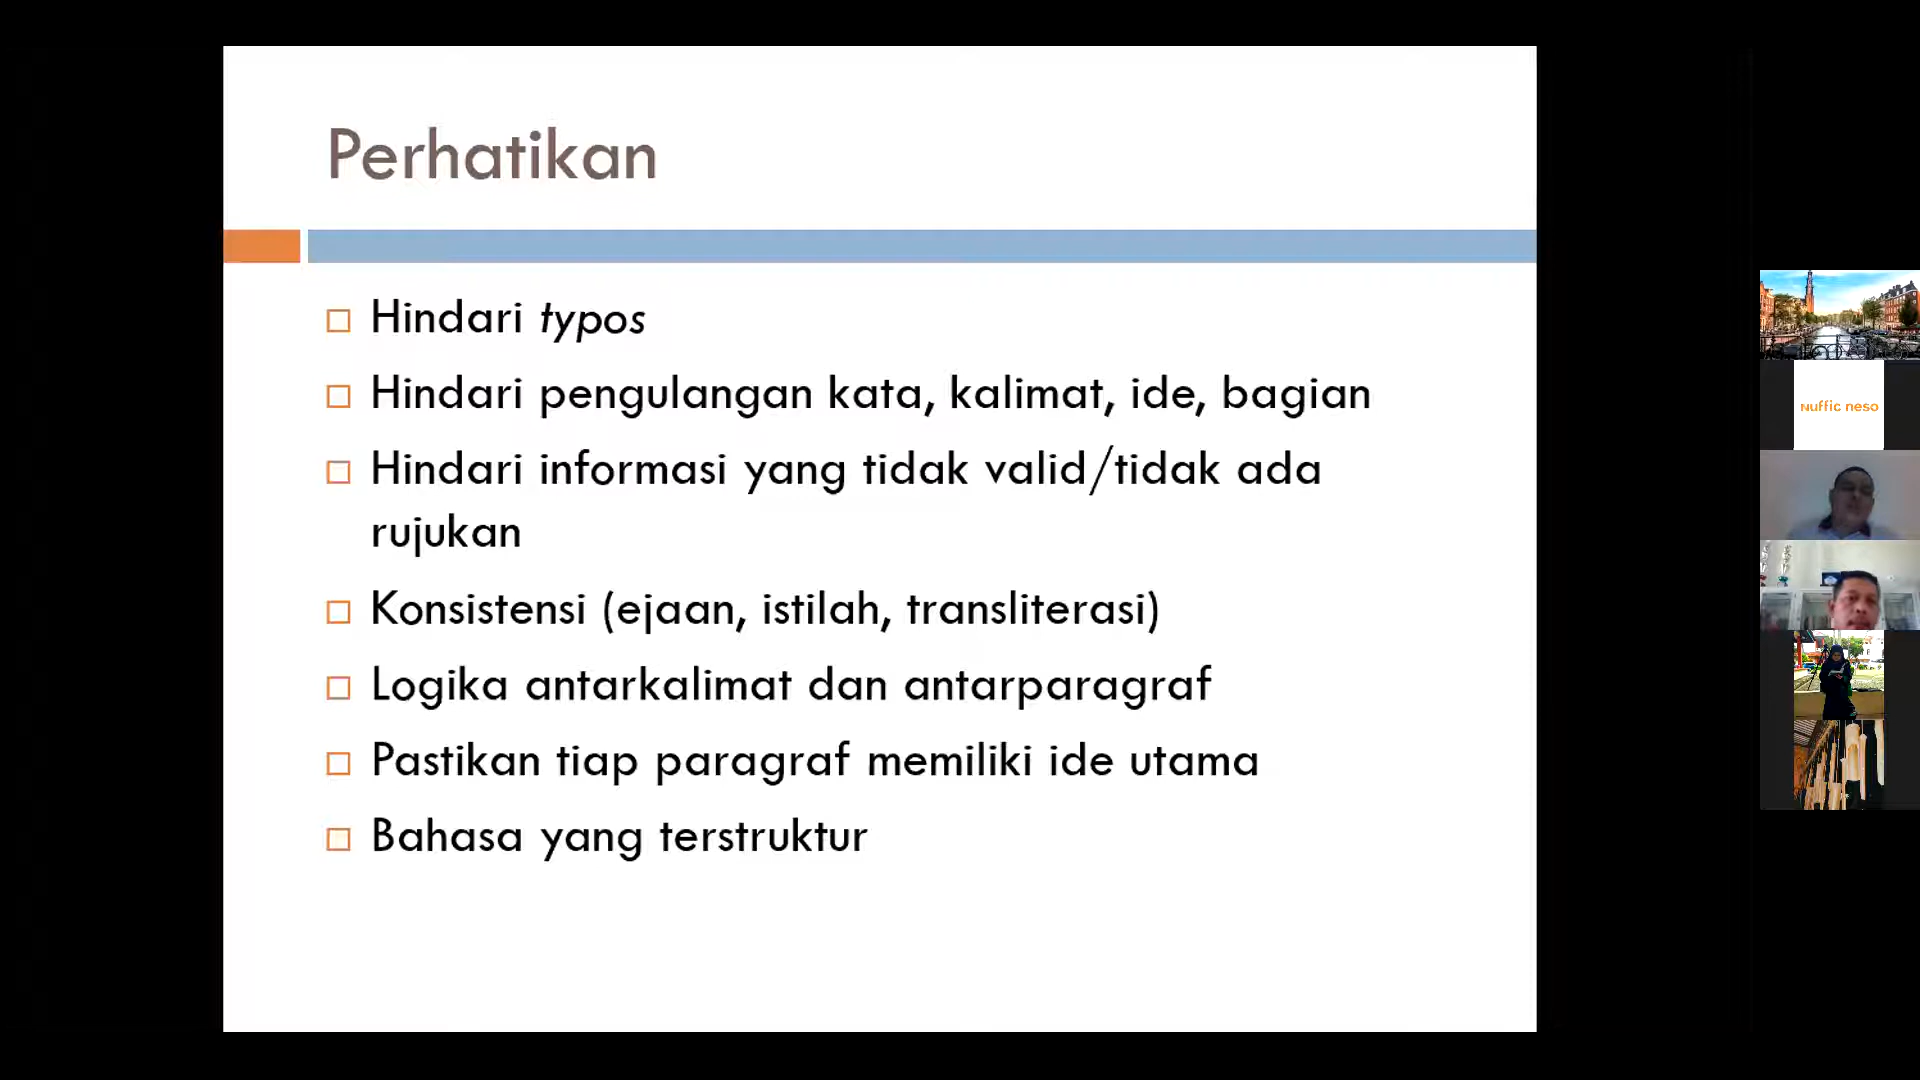 Perhatikan
Hindari typos
Hindari pengulangan kata, kalimat, ide, bagian
Hindari informasi yang tidak valid/tidak ada
rujukan
Konsistensi (ejaan, istilah, transliterasi)
Logika antarkalimat dan antarparagraf
Pastikan tiap paragraf memiliki ide utama
Bahasa yang terstruktur
nuffic neso